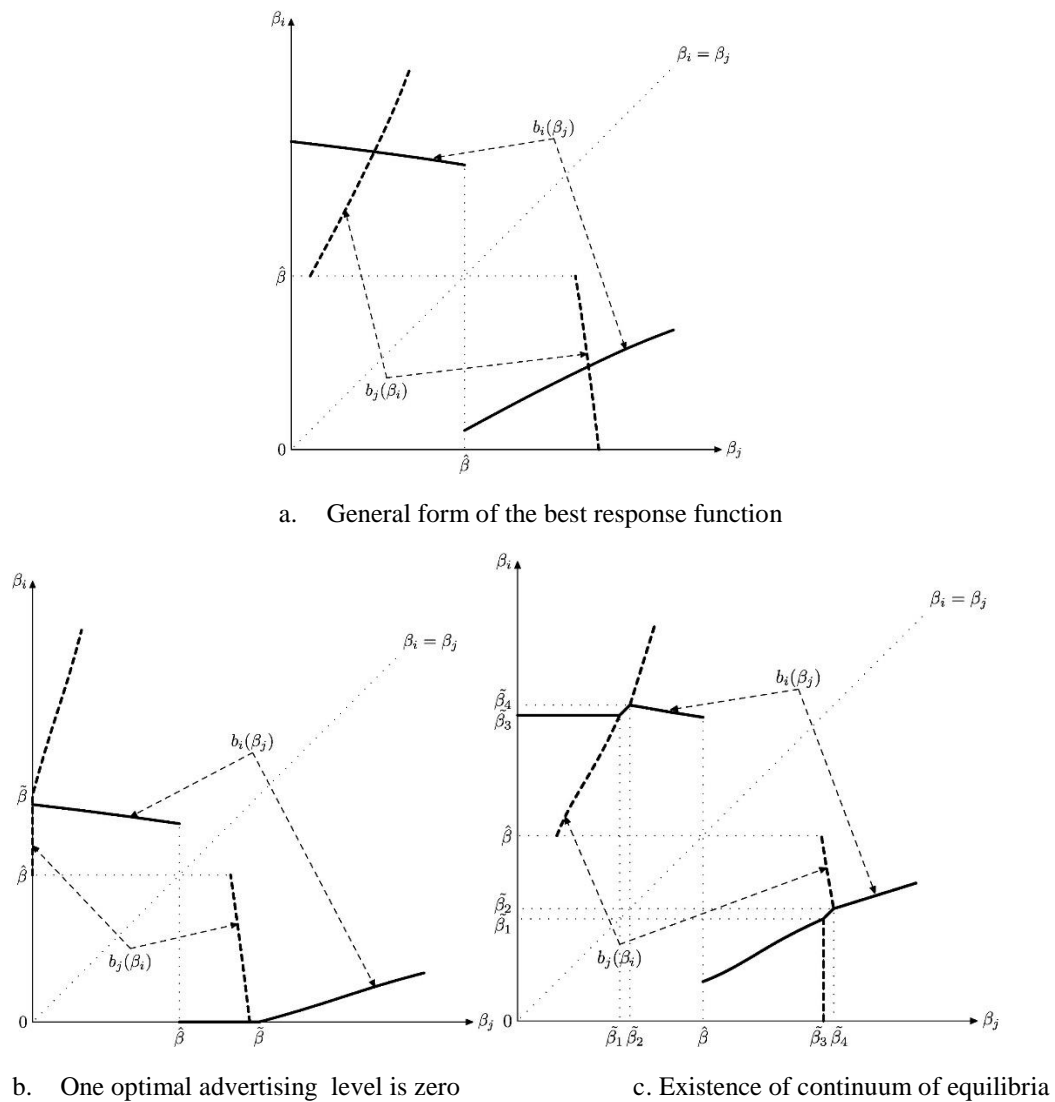 βᵢ
βᵢ = βⱼ
bᵢ(βⱼ)
β̂
bⱼ(βᵢ)
0
β̂
βⱼ
a. General form of the best response function
βᵢ
βᵢ = βⱼ
bᵢ(βⱼ)
β̃
β̂
bⱼ(βᵢ)
0
β̂ β̃ βⱼ
βᵢ
βᵢ = βⱼ
bᵢ(βⱼ)
β̃₄
β̃₃
β̂
β̃₂
β̃₁
bⱼ(βᵢ)
0
β̃₁ β̃₂ β̂ β̃₃ β̃₄ βⱼ
b. One optimal advertising level is zero
c. Existence of continuum of equilibria